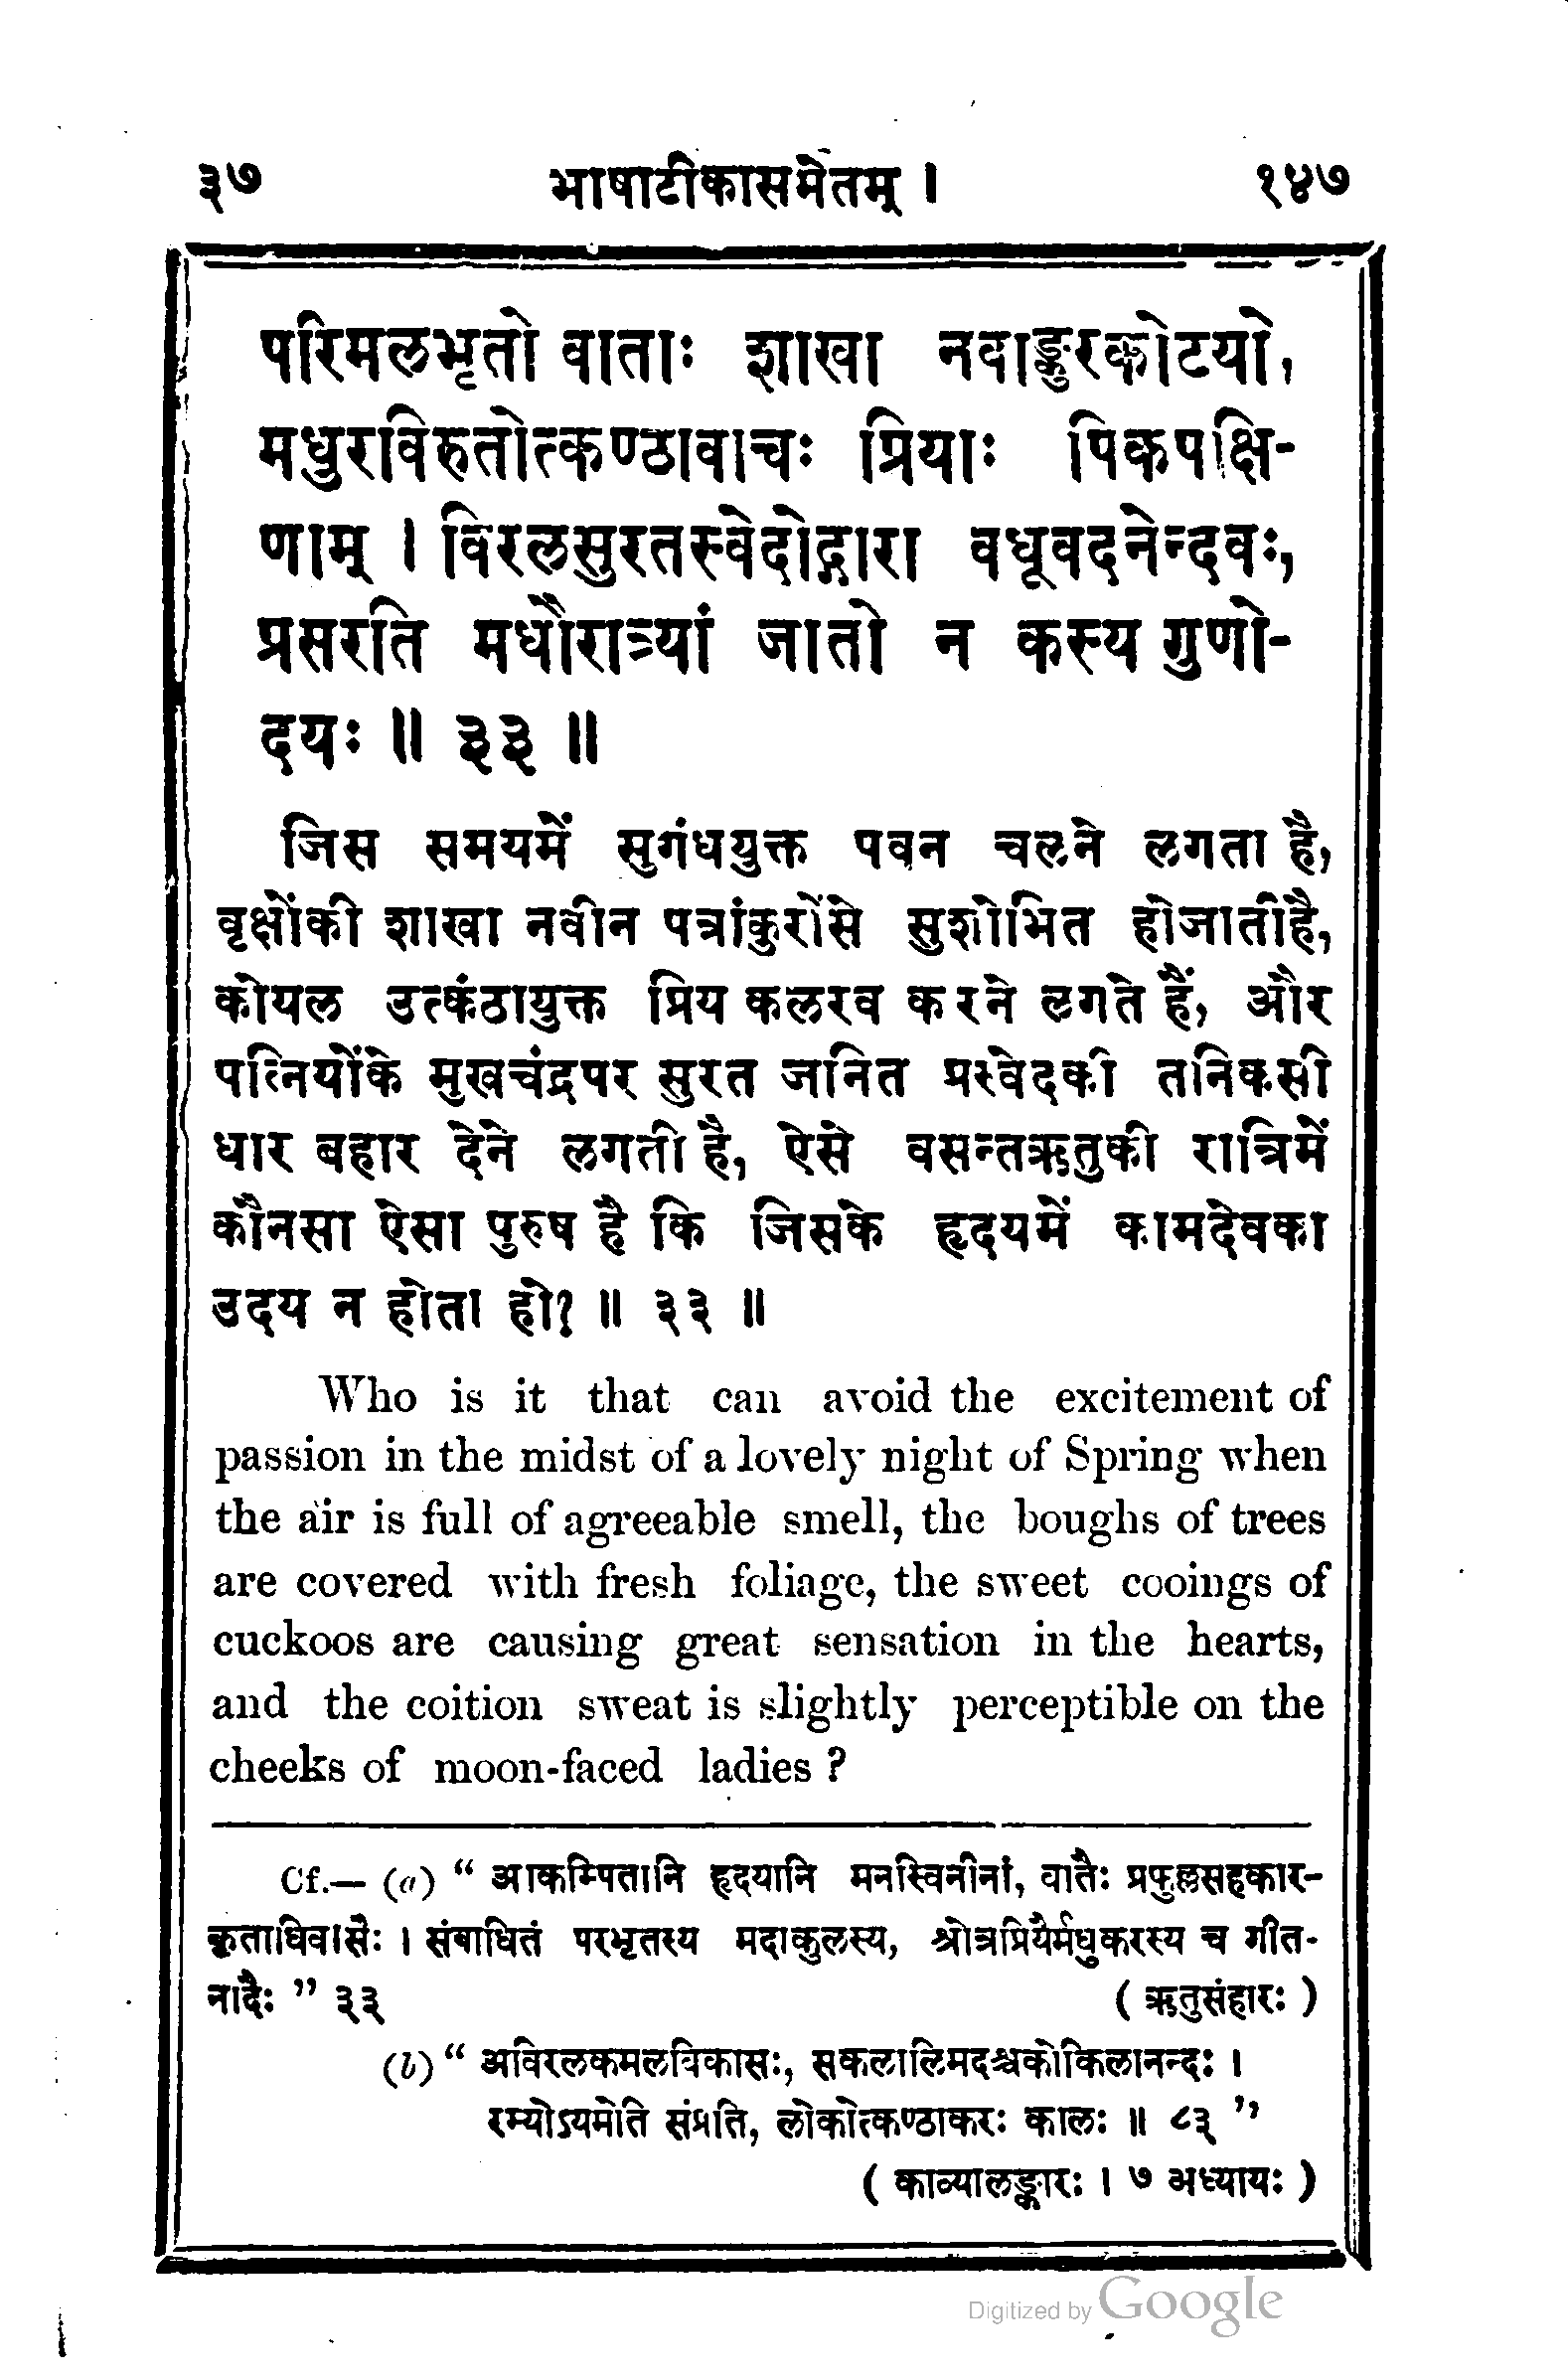 ३७ भाषाटीकासमेतम् । १४७
परिमलभृतो वाताः शाखा नवाङ्कुरकोटयो,
मधुरविरुतोत्कण्ठावाचः प्रियाः पिकपक्षि-
णाम् । विरलसुरतस्वेदोद्गारा वधूवदनेन्दवः,
प्रसरति मधौरात्र्यां जातो न कस्य गुणो-
दयः ॥ ३३ ॥
जिस समयमें सुगंधयुक्त पवन चलने लगता है,
वृक्षोंकी शाखा नवीन पत्रांकुरोंसे सुशोभित होजातीहै,
कोयल उत्कंठायुक्त प्रिय कलरव करने लगते हैं, और
पत्नियोंके मुखचंद्रपर सुरत जनित प्रस्वेदकी तनिकसी
धार बहार देने लगती है, ऐसे वसन्तऋतुकी रात्रिमें
कौनसा ऐसा पुरुष है कि जिसके हृदयमें कामदेवका
उदय न होता हो? ॥ ३३ ॥
Who is it that can avoid the excitement of
passion in the midst of a lovely night of Spring when
the air is full of agreeable smell, the boughs of trees
are covered with fresh foliage, the sweet cooings of
cuckoos are causing great sensation in the hearts,
and the coition sweat is slightly perceptible on the
cheeks of moon-faced ladies ?
Cf.— (a) “ आकम्पितानि हृदयानि मनस्विनीनां, वातैः प्रफुल्लसहकार-
कृताधिवासैः । संबाधितं परभृतस्य मदाकुलस्य, श्रोत्रप्रियैर्मधुकरस्य च गीत-
नादैः ” ३३ ( ऋतुसंहारः )
(b) “ अविरलकमलविकासः, सकलालिमदश्चकोकिलानन्दः ।
रम्योऽयमेति संप्रति, लोकोत्कण्ठाकरः कालः ॥ ८३ ”
( काव्यालङ्कारः । ७ अध्यायः )
Digitized by Google